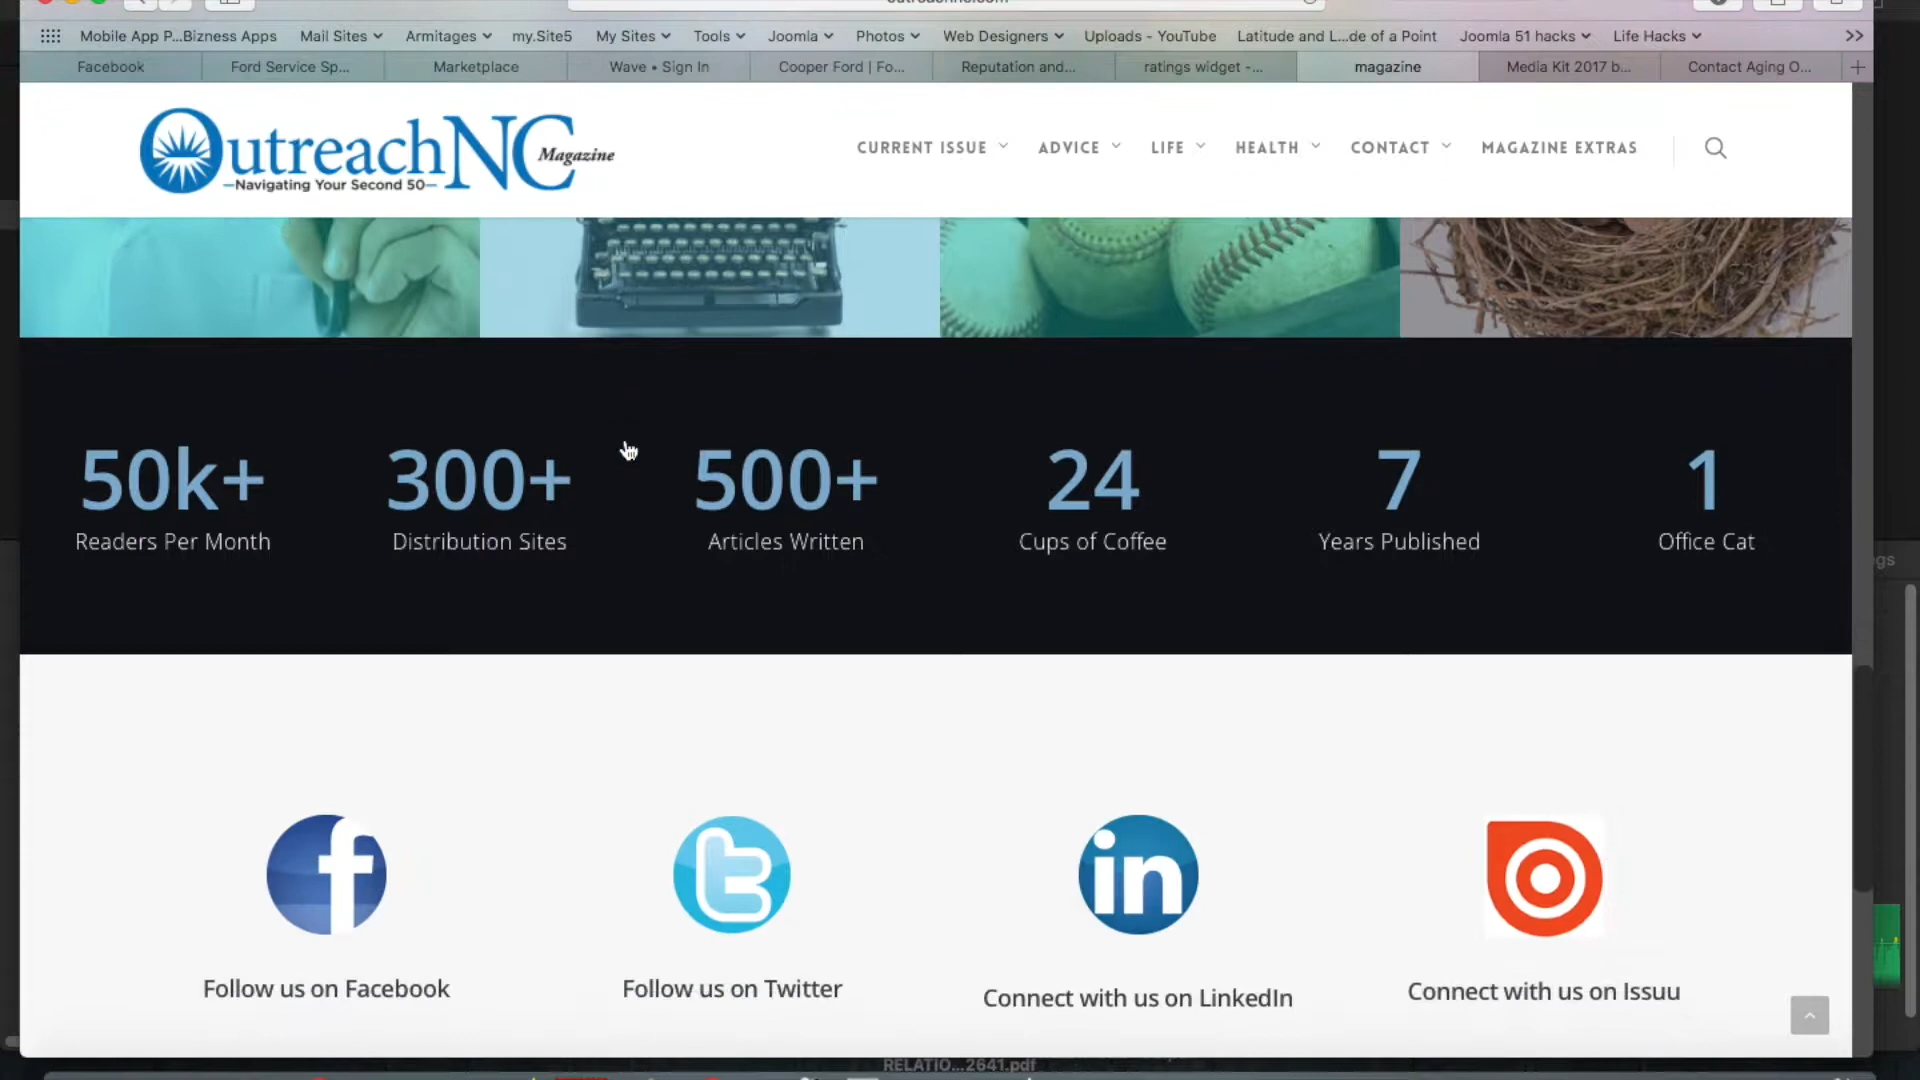 Mobile App P...Bizness Apps Mail Sites Armitages my.Site5 My Sites Tools Joomla Photos Web Designers Uploads - YouTube Latitude and L...de of a Point Joomla 51 hacks Life Hacks >>
Facebook Ford Service Sp... Marketplace Wave • Sign In Cooper Ford | Fo... Reputation and... ratings widget -... magazine Media Kit 2017 b... Contact Aging O... +
OutreachNC Magazine
—Navigating Your Second 50—
CURRENT ISSUE ADVICE LIFE HEALTH CONTACT MAGAZINE EXTRAS
50k+ 300+ 500+ 24 7 1
Readers Per Month Distribution Sites Articles Written Cups of Coffee Years Published Office Cat
Follow us on Facebook Follow us on Twitter Connect with us on LinkedIn Connect with us on Issuu
RELATIO...2641.pdf